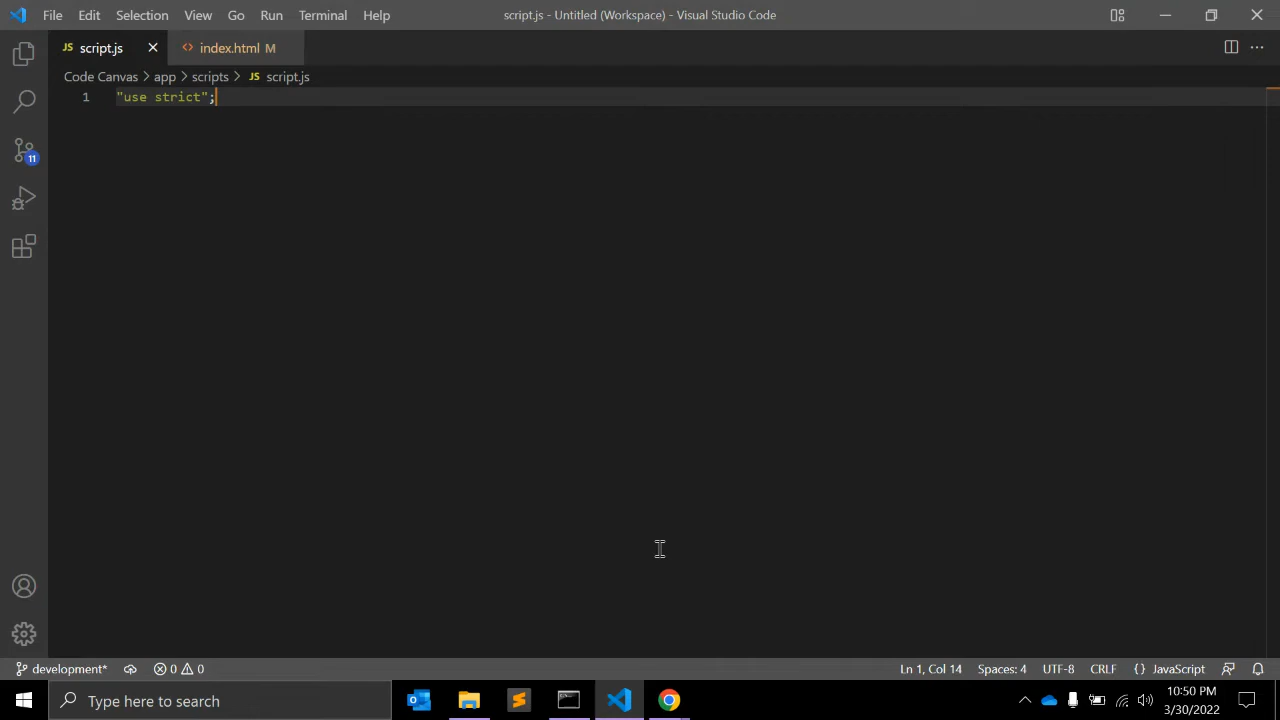 File Edit Selection View Go Run Terminal Help script.js - Untitled (Workspace) - Visual Studio Code
JS script.js <> index.html M
Code Canvas > app > scripts > JS script.js
1 "use strict";
11
development* 0 0 Ln 1, Col 14 Spaces: 4 UTF-8 CRLF {} JavaScript
Type here to search
10:50 PM
3/30/2022